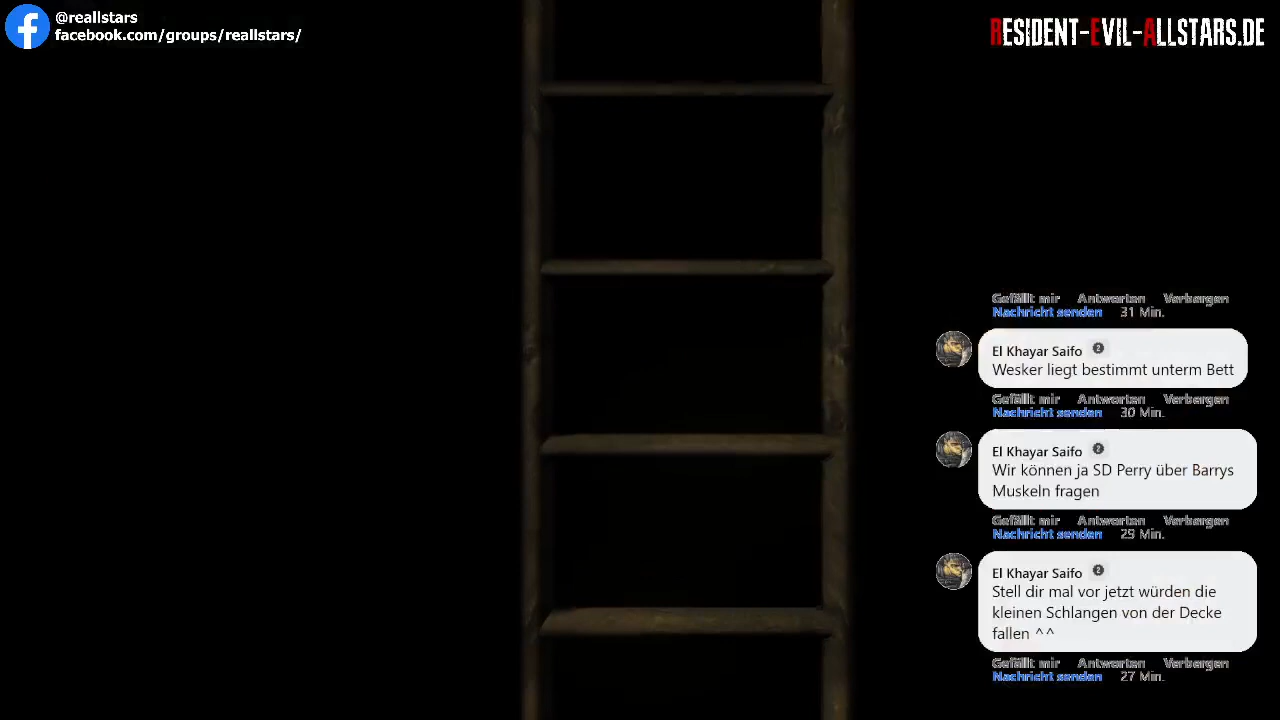 @reallstars
facebook.com/groups/reallstars/
RESIDENT-EVIL-ALLSTARS.DE
Gefällt mir Antworten Verbergen
Nachricht senden 31 Min.
El Khayar Saifo 2
Wesker liegt bestimmt unterm Bett
Gefällt mir Antworten Verbergen
Nachricht senden 30 Min.
El Khayar Saifo 2
Wir können ja SD Perry über Barrys
Muskeln fragen
Gefällt mir Antworten Verbergen
Nachricht senden 29 Min.
El Khayar Saifo 2
Stell dir mal vor jetzt würden die
kleinen Schlangen von der Decke
fallen ^^
Gefällt mir Antworten Verbergen
Nachricht senden 27 Min.